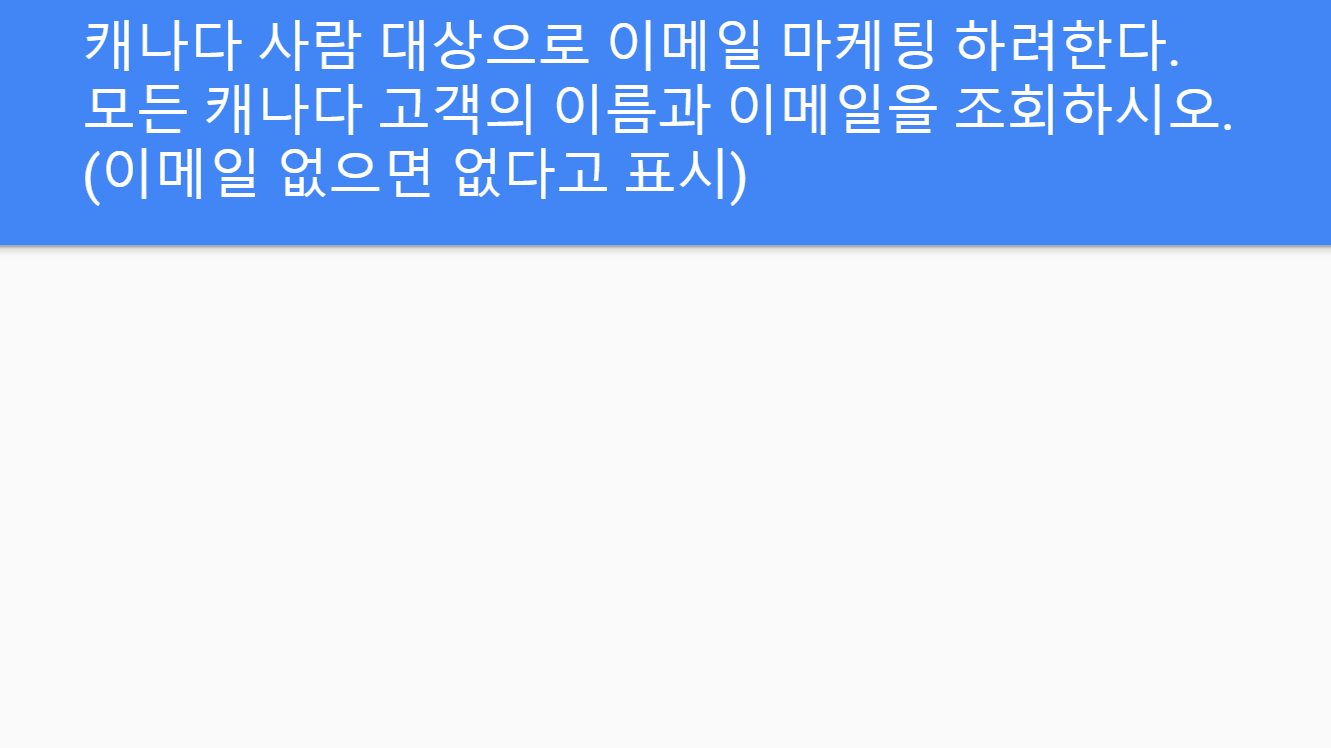 캐나다 사람 대상으로 이메일 마케팅 하려한다.
모든 캐나다 고객의 이름과 이메일을 조회하시오.
(이메일 없으면 없다고 표시)